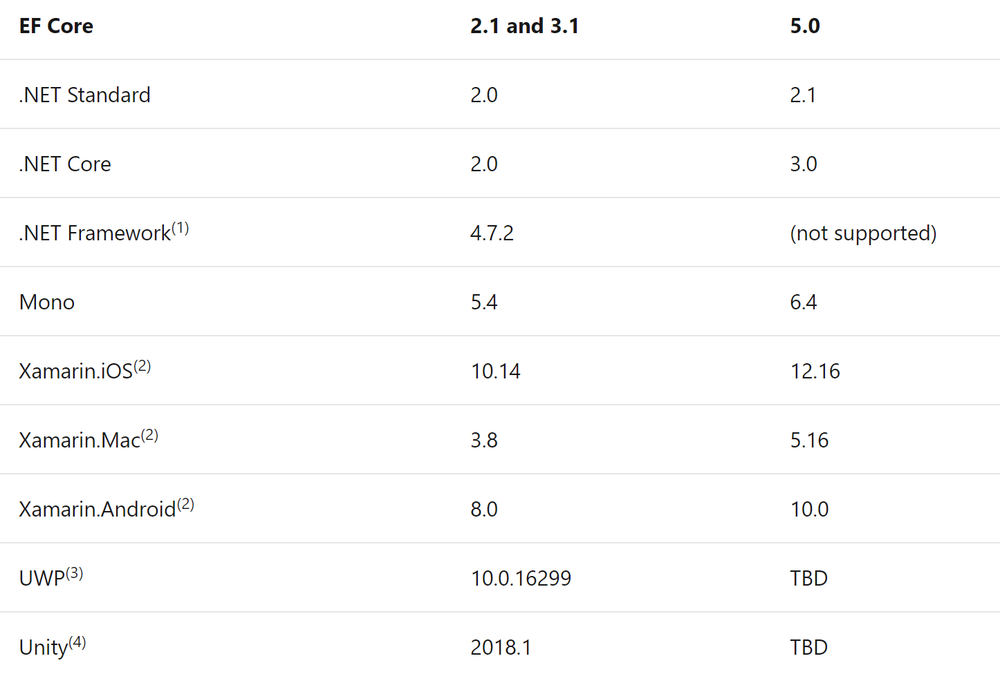 EF Core 2.1 and 3.1 5.0
.NET Standard 2.0 2.1
.NET Core 2.0 3.0
.NET Framework(1) 4.7.2 (not supported)
Mono 5.4 6.4
Xamarin.iOS(2) 10.14 12.16
Xamarin.Mac(2) 3.8 5.16
Xamarin.Android(2) 8.0 10.0
UWP(3) 10.0.16299 TBD
Unity(4) 2018.1 TBD